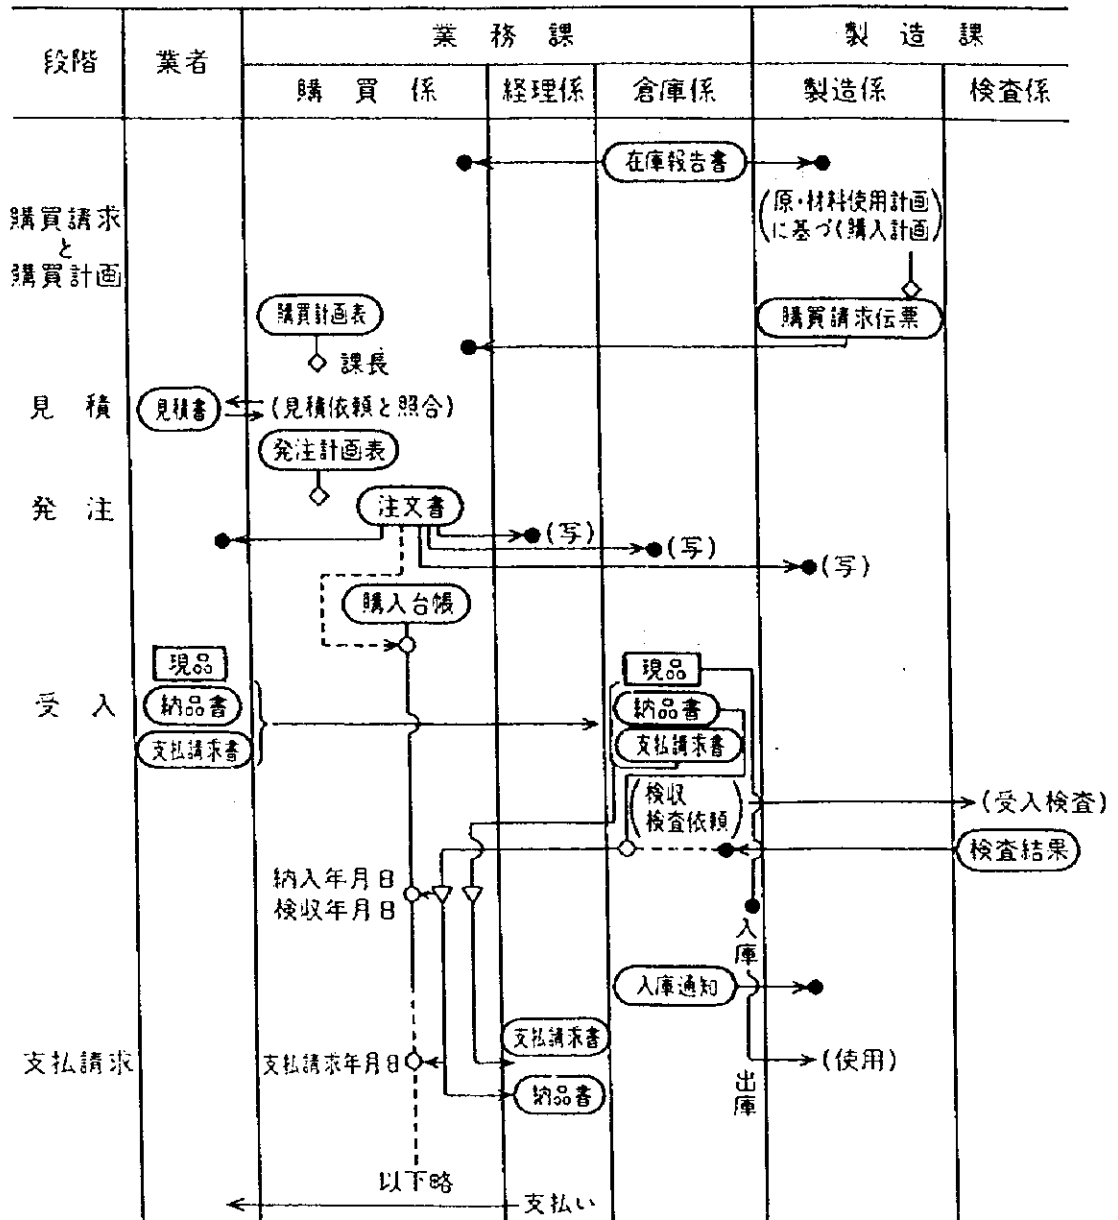 段階
業者
業務課
製造課
購買係
経理係
倉庫係
製造係
検査係
在庫報告書
購買請求
と
購買計画
(原・材料使用計画
に基づく購入計画)
購買計画表
購買請求伝票
課長
見積
見積書
(見積依頼と照合)
発注計画表
発注
注文書
(写)
(写)
(写)
購入台帳
受入
現品
納品書
支払請求書
現品
納品書
支払請求書
(検収
検査依頼)
(受入検査)
検査結果
納入年月日
検収年月日
入庫
入庫通知
支払請求
支払請求年月日
支払請求書
納品書
(使用)
出庫
以下略
支払い